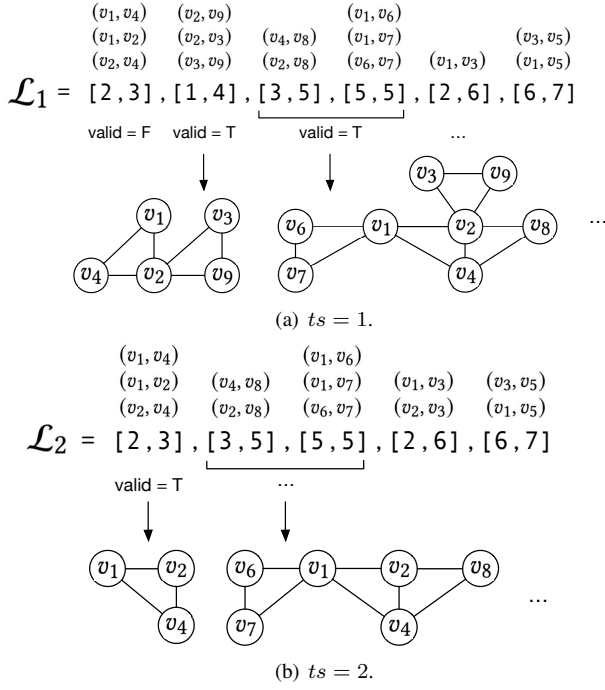 (v₁,v₄) (v₂,v₉) (v₁,v₆)
(v₁,v₂) (v₂,v₃) (v₄,v₈) (v₁,v₇) (v₃,v₅)
(v₂,v₄) (v₃,v₉) (v₂,v₈) (v₆,v₇) (v₁,v₃) (v₁,v₅)
ℒ₁ = [2,3],[1,4],[3,5],[5,5],[2,6],[6,7]
valid = F valid = T valid = T ...
v₃ v₉
v₁ v₃ v₆ v₁ v₂ v₈ ...
v₄ v₂ v₉ v₇ v₄
(a) ts = 1.
(v₁,v₄) (v₁,v₆)
(v₁,v₂) (v₄,v₈) (v₁,v₇) (v₁,v₃) (v₃,v₅)
(v₂,v₄) (v₂,v₈) (v₆,v₇) (v₂,v₃) (v₁,v₅)
ℒ₂ = [2,3],[3,5],[5,5],[2,6],[6,7]
valid = T ...
v₁ v₂ v₆ v₁ v₂ v₈
v₄ v₇ v₄ ...
(b) ts = 2.